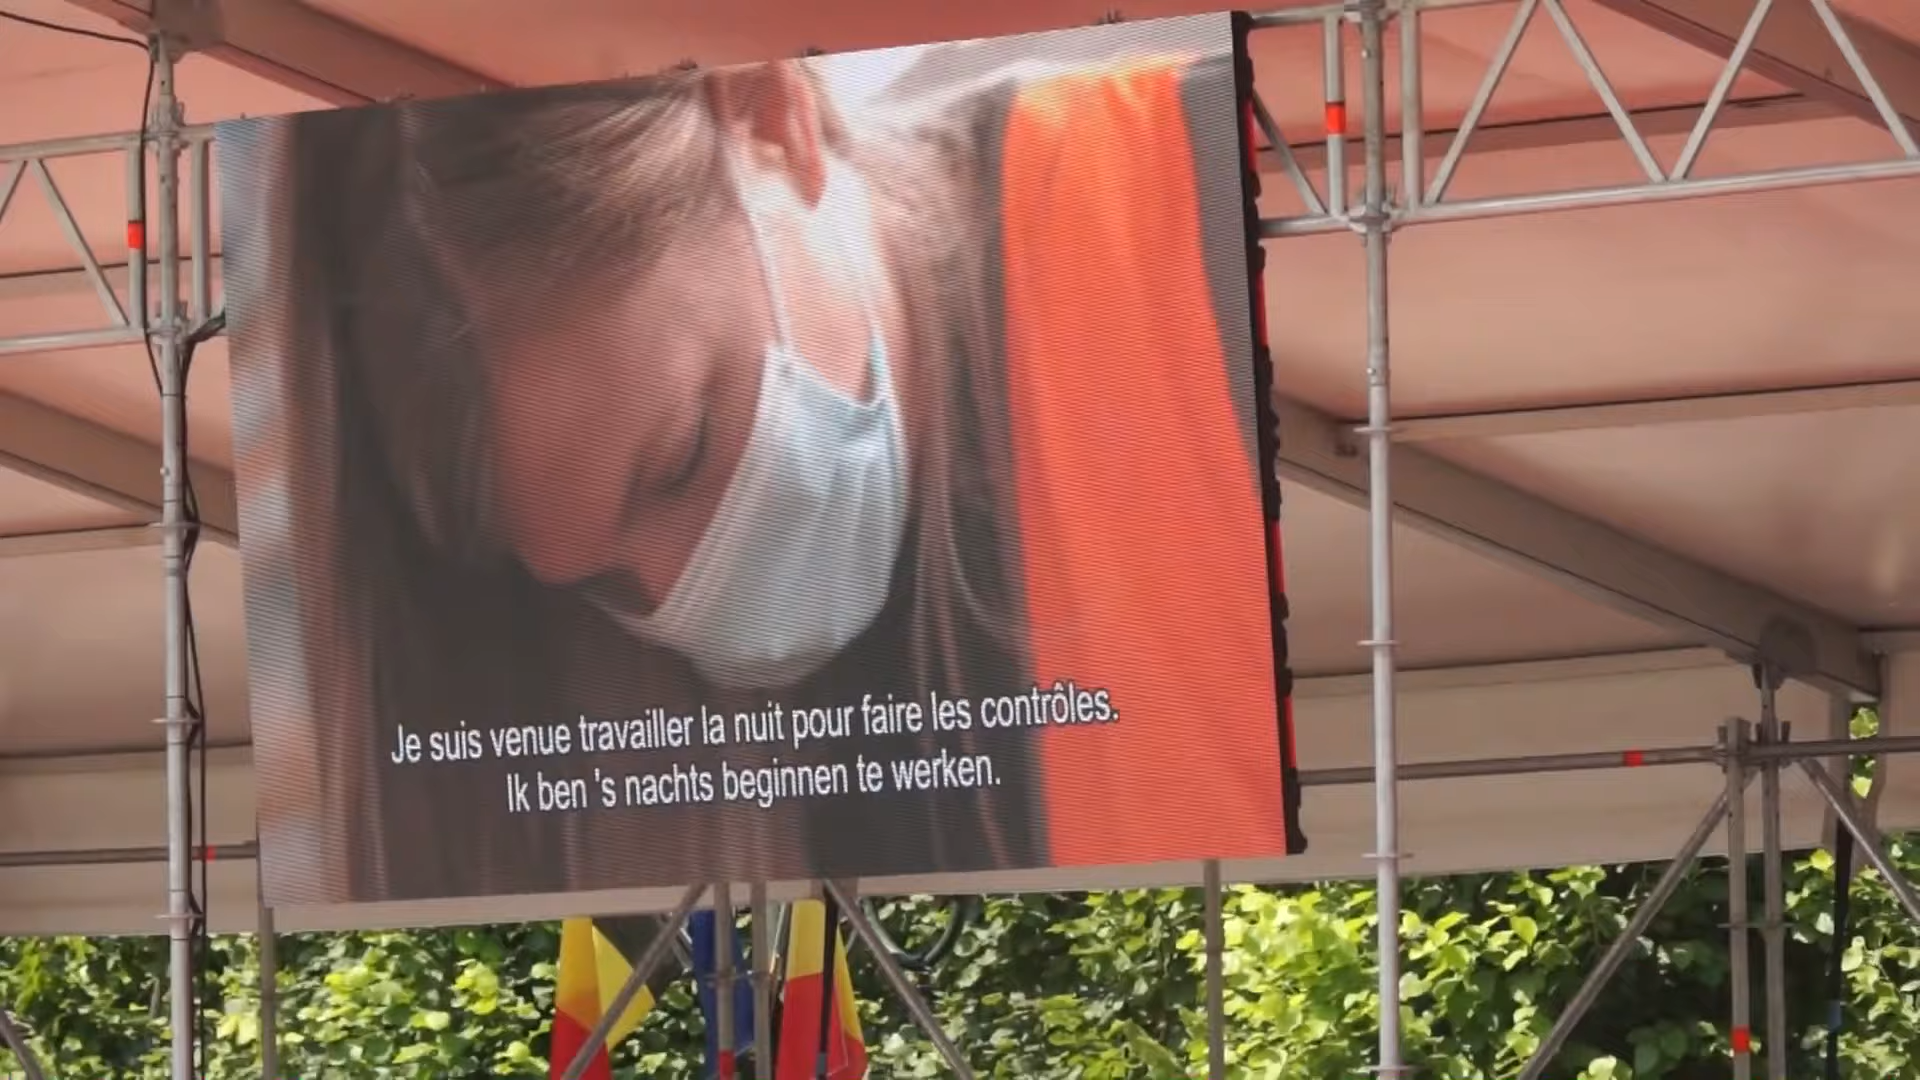 Je suis venue travailler la nuit pour faire les contrôles.
Ik ben 's nachts beginnen te werken.